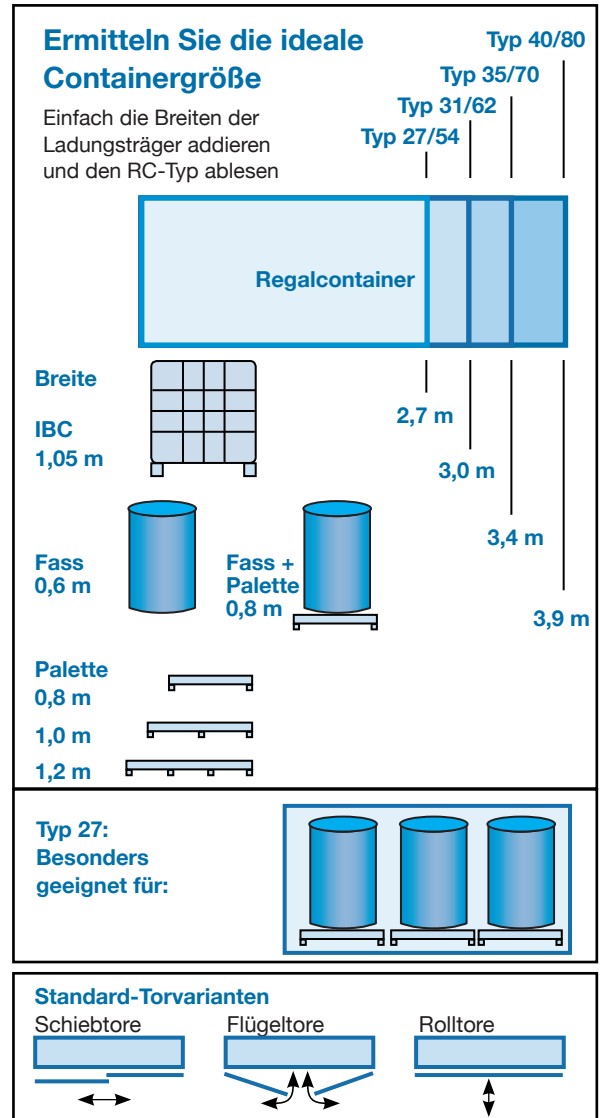 Ermitteln Sie die ideale
Containergröße
Einfach die Breiten der
Ladungsträger addieren
und den RC-Typ ablesen
Typ 40/80
Typ 35/70
Typ 31/62
Typ 27/54
Regalcontainer
Breite
IBC
1,05 m
2,7 m
3,0 m
3,4 m
3,9 m
Fass
0,6 m
Fass +
Palette
0,8 m
Palette
0,8 m
1,0 m
1,2 m
Typ 27:
Besonders
geeignet für:
Standard-Torvarianten
Schiebtore
Flügeltore
Rolltore